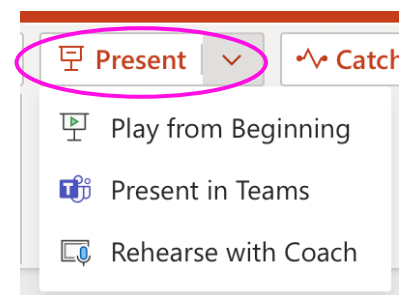 Present
Catch
Play from Beginning
Present in Teams
Rehearse with Coach